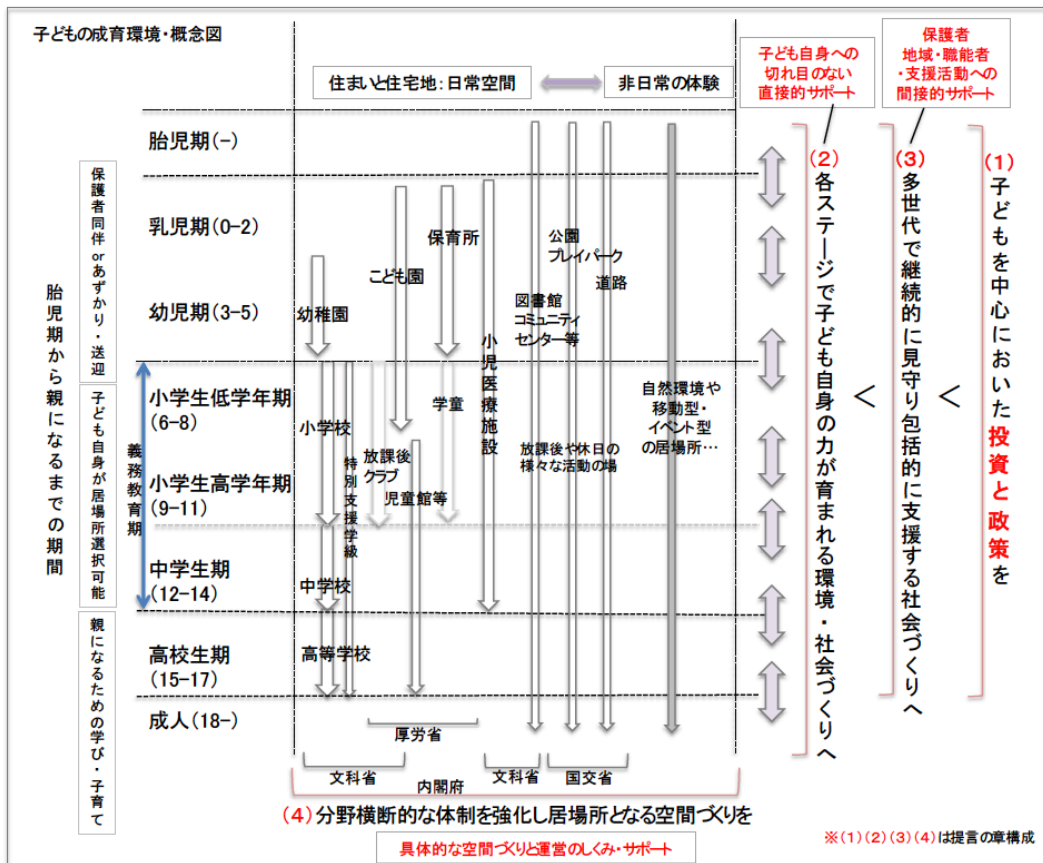 子どもの成育環境・概念図
住まいと住宅地：日常空間
非日常の体験
子ども自身への
切れ目のない
直接的サポート
保護者
地域・職能者
・支援活動への
間接的サポート
胎児期から親になるまでの期間
保護者同伴orあずかり・送迎
子ども自身が居場所選択可能
親になるための学び・子育て
義務教育期
胎児期(-)
乳児期(0-2)
幼児期(3-5)
小学生低学年期
(6-8)
小学生高学年期
(9-11)
中学生期
(12-14)
高校生期
(15-17)
成人(18-)
幼稚園
こども園
保育所
小学校
特別支援学級
放課後
クラブ
学童
児童館等
中学校
高等学校
小児医療施設
図書館
コミュニティ
センター等
公園
プレイパーク
道路
放課後や休日の
様々な活動の場
自然環境や
移動型・
イベント型
の居場所…
(2)各ステージで子ども自身の力が育まれる環境・社会づくりへ
＜
(3)多世代で継続的に見守り包括的に支援する社会づくりへ
＜
(1)子どもを中心においた投資と政策を
厚労省
文科省
内閣府
文科省
国交省
(4)分野横断的な体制を強化し居場所となる空間づくりを
具体的な空間づくりと運営のしくみ・サポート
※(1)(2)(3)(4)は提言の章構成